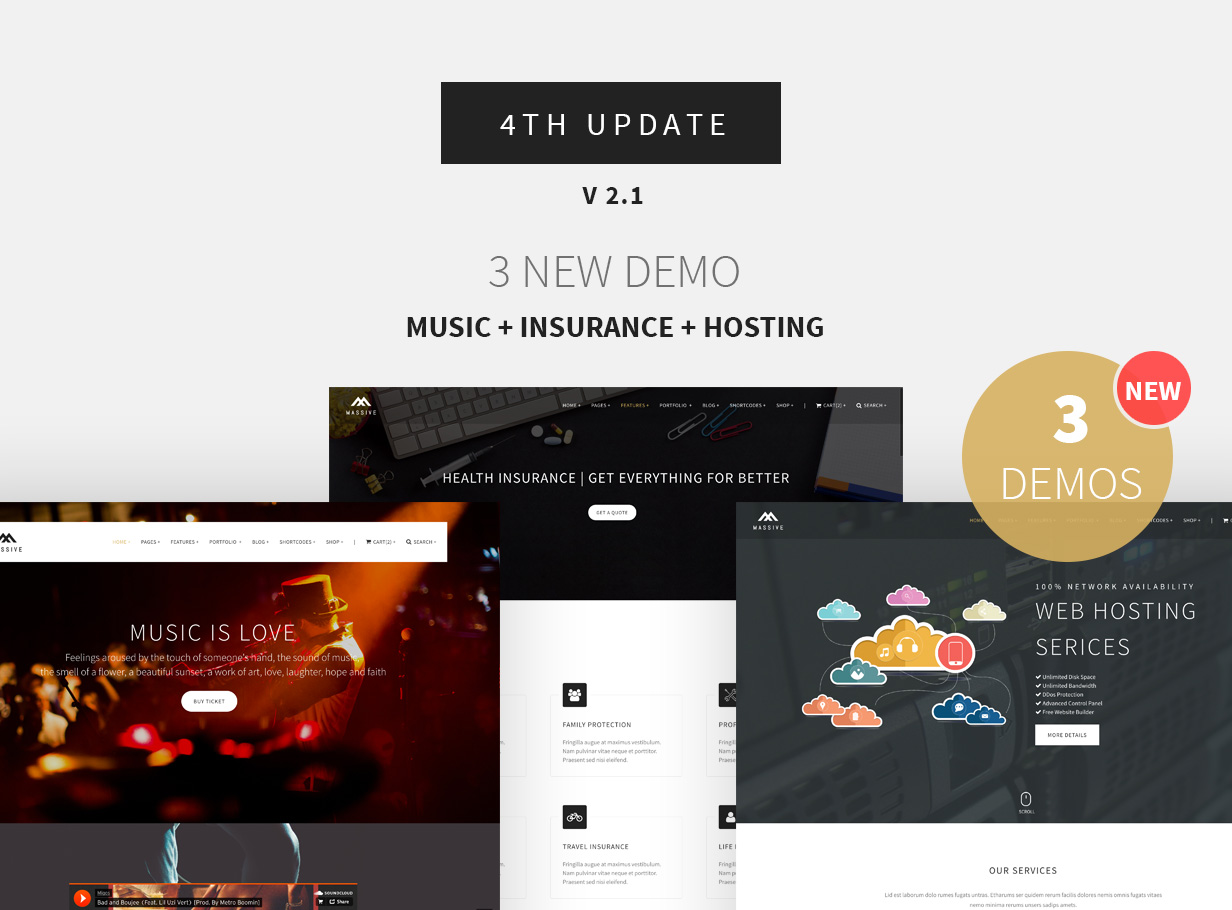 4TH UPDATE
V 2.1
3 NEW DEMO
MUSIC + INSURANCE + HOSTING
NEW
3
DEMOS
MASSIVE
HOME + PAGES + FEATURES + PORTFOLIO + BLOG + SHORTCODES + SHOP + | CART(2) + SEARCH +
HEALTH INSURANCE | GET EVERYTHING FOR BETTER
GET A QUOTE
FAMILY PROTECTION
Fringilla augue at maximus vestibulum.
Nam pulvinar vitae neque et porttitor.
Praesent sed nisi eleifend.
TRAVEL INSURANCE
Fringilla augue at maximus vestibulum.
Nam pulvinar vitae neque et porttitor.
Praesent sed nisi eleifend.
PROF
Fringilla
Nam p
Praese
LIFE
Fringilla
Nam pu
ASSIVE
HOME + PAGES + FEATURES + PORTFOLIO + BLOG + SHORTCODES + SHOP + | CART(2) + SEARCH +
MUSIC IS LOVE
Feelings aroused by the touch of someone's hand, the sound of music,
the smell of a flower, a beautiful sunset, a work of art, love, laughter, hope and faith
BUY TICKET
Migos
Bad and Boujee (Feat. Lil Uzi Vert) [Prod. By Metro Boomin]
SOUNDCLOUD
Share
MASSIVE
HOME TCODES + SHOP + |
100% NETWORK AVAILABILITY
WEB HOSTING
SERICES
Unlimited Disk Space
Unlimited Bandwidth
DDos Protection
Advanced Control Panel
Free Website Builder
MORE DETAILS
SCROLL
OUR SERVICES
Lid est laborum dolo rumes fugats untras. Etharums ser quidem rerum facilis dolores nemis omnis fugats vitaes
nemo minima rerums unsers sadips amets.